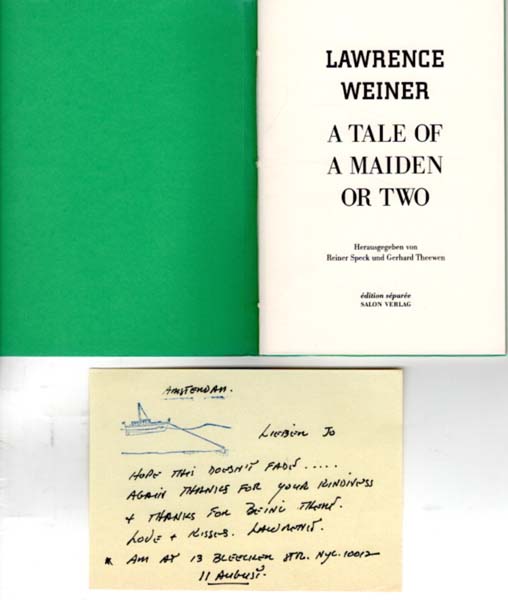 LAWRENCE
WEINER
A TALE OF
A MAIDEN
OR TWO
Herausgegeben von
Reiner Speck und Gerhard Theewen
édition séparée
SALON VERLAG
AMSTERDAM.
LIEBER JO
HOPE THIS DOESN'T FADE.....
AGAIN THANKS FOR YOUR KINDNESS
+ THANKS FOR BEING THERE.
LOVE + KISSES. LAWRENCE.
* AM AT 13 BLEECKER STR. NYC. 10012
11 AUGUST.